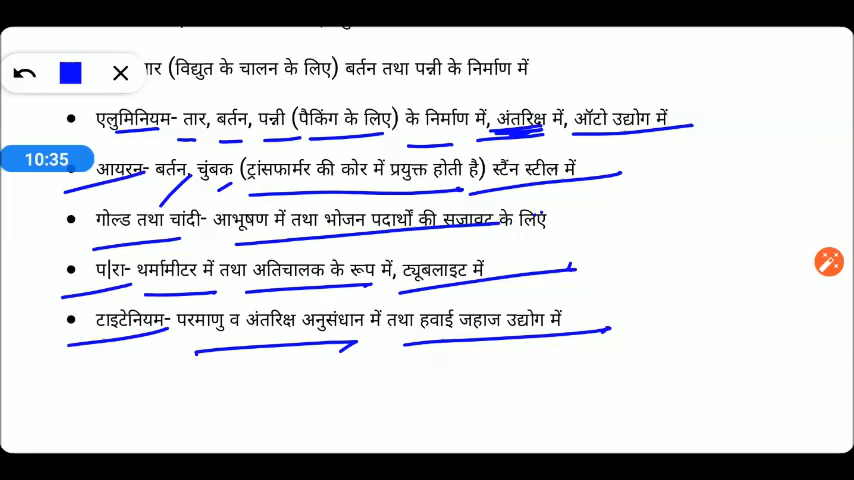 (विद्युत के चालन के लिए) बर्तन तथा पन्नी के निर्माण में
• एलुमिनियम- तार, बर्तन, पन्नी (पैकिंग के लिए) के निर्माण में, अंतरिक्ष में, ऑटो उद्योग में
10:35
• आयरन- बर्तन, चुंबक (ट्रांसफार्मर की कोर में प्रयुक्त होती है) स्टैंन स्टील में
• गोल्ड तथा चांदी- आभूषण में तथा भोजन पदार्थों की सजावट के लिएं
• प|रा- थर्मामीटर में तथा अतिचालक के रूप में, ट्यूबलाइट में
• टाइटेनियम- परमाणु व अंतरिक्ष अनुसंधान में तथा हवाई जहाज उद्योग में